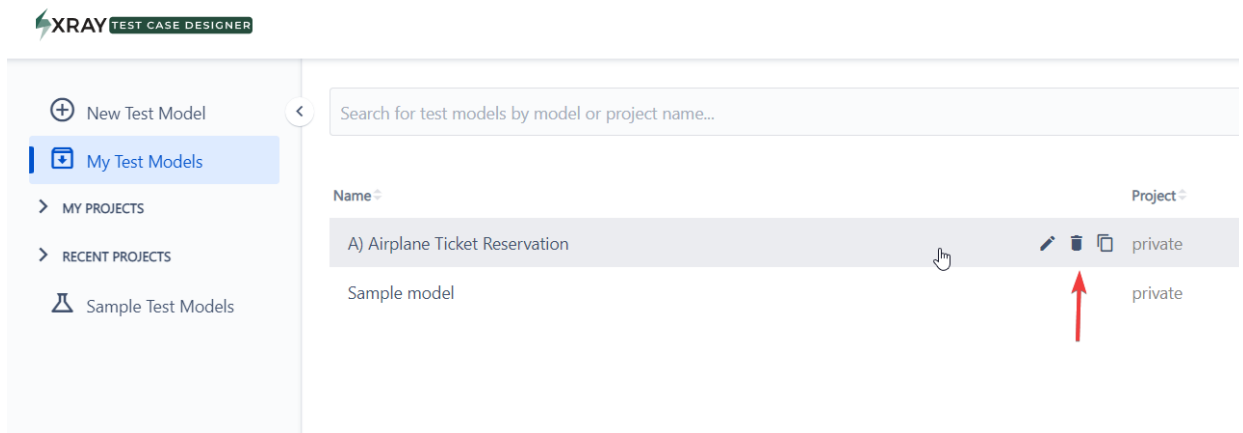 XRAY TEST CASE DESIGNER
New Test Model
Search for test models by model or project name...
My Test Models
Name
Project
MY PROJECTS
A) Airplane Ticket Reservation
private
RECENT PROJECTS
Sample model
private
Sample Test Models